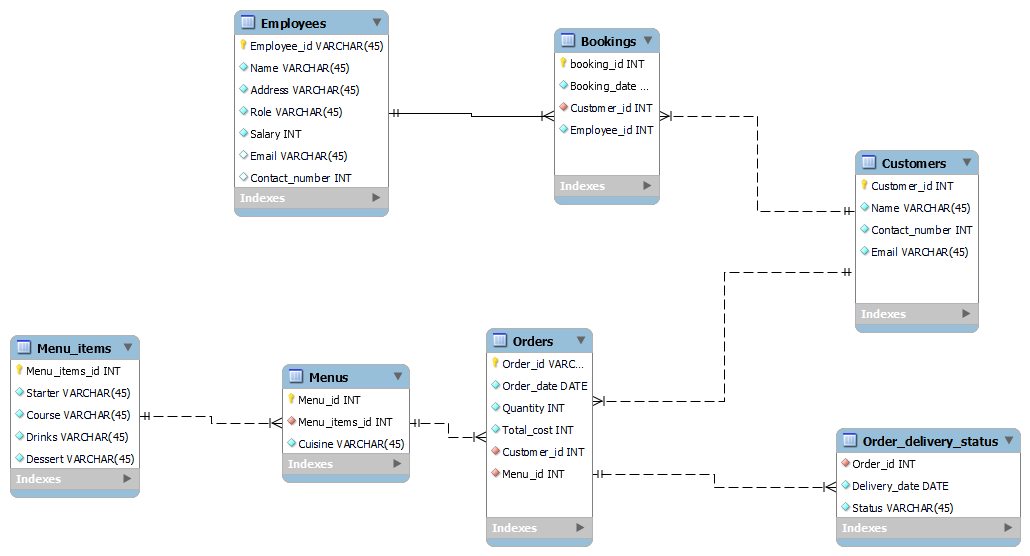 Employees
Employee_id VARCHAR(45)
Name VARCHAR(45)
Address VARCHAR(45)
Role VARCHAR(45)
Salary INT
Email VARCHAR(45)
Contact_number INT
Indexes
Bookings
booking_id INT
Booking_date ...
Customer_id INT
Employee_id INT
Indexes
Customers
Customer_id INT
Name VARCHAR(45)
Contact_number INT
Email VARCHAR(45)
Indexes
Menu_items
Menu_items_id INT
Starter VARCHAR(45)
Course VARCHAR(45)
Drinks VARCHAR(45)
Dessert VARCHAR(45)
Indexes
Menus
Menu_id INT
Menu_items_id INT
Cuisine VARCHAR(45)
Indexes
Orders
Order_id VARC...
Order_date DATE
Quantity INT
Total_cost INT
Customer_id INT
Menu_id INT
Indexes
Order_delivery_status
Order_id INT
Delivery_date DATE
Status VARCHAR(45)
Indexes